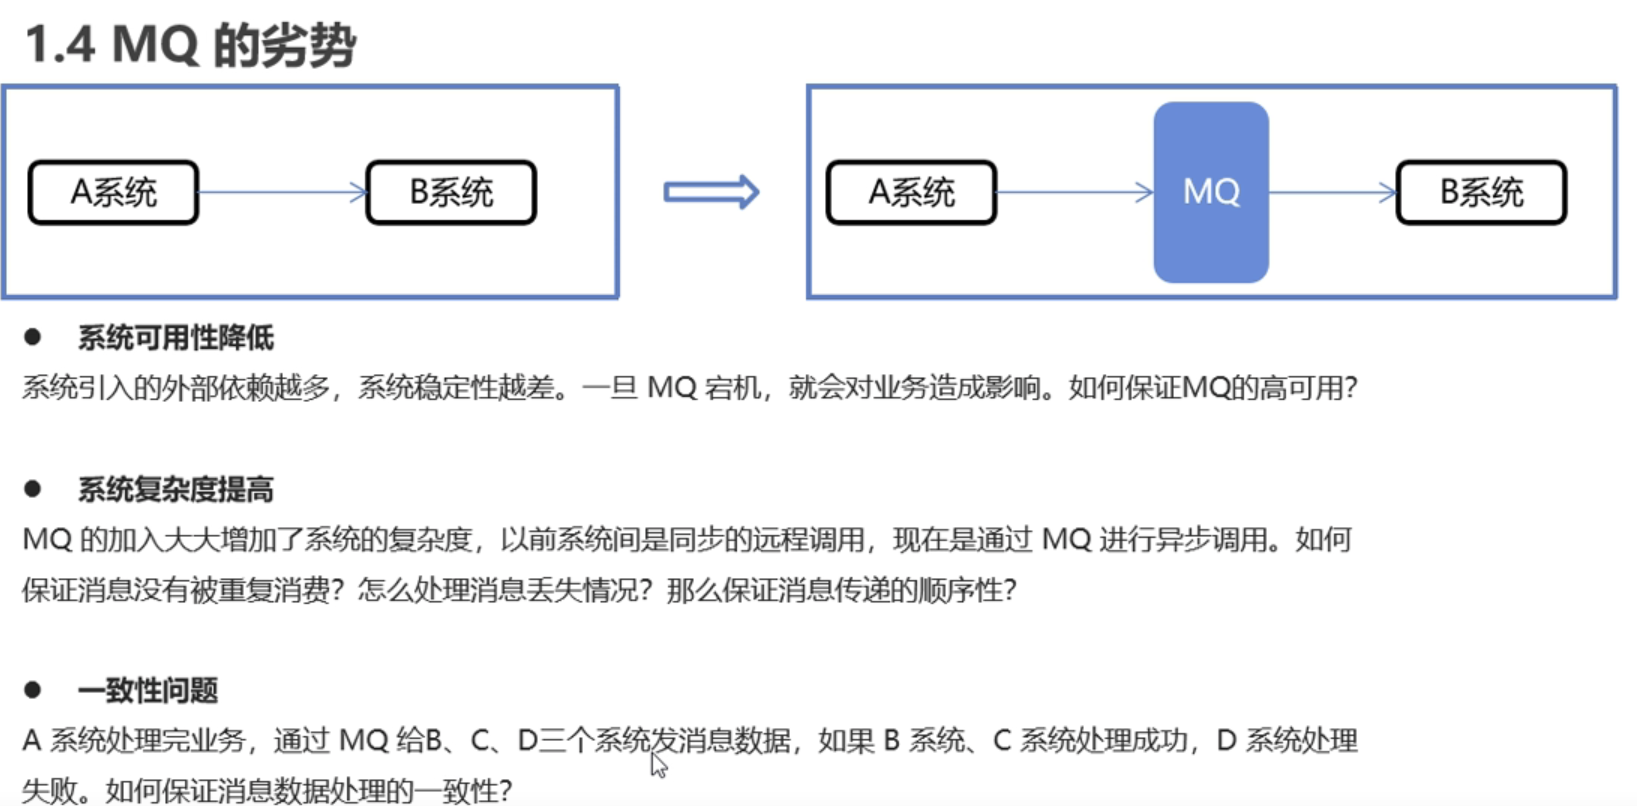 1.4 MQ 的劣势
A系统
B系统
A系统
MQ
B系统
● 系统可用性降低
系统引入的外部依赖越多，系统稳定性越差。一旦 MQ 宕机，就会对业务造成影响。如何保证MQ的高可用？
● 系统复杂度提高
MQ 的加入大大增加了系统的复杂度，以前系统间是同步的远程调用，现在是通过 MQ 进行异步调用。如何
保证消息没有被重复消费？怎么处理消息丢失情况？那么保证消息传递的顺序性？
● 一致性问题
A 系统处理完业务，通过 MQ 给B、C、D三个系统发消息数据，如果 B 系统、C 系统处理成功，D 系统处理
失败。如何保证消息数据处理的一致性？